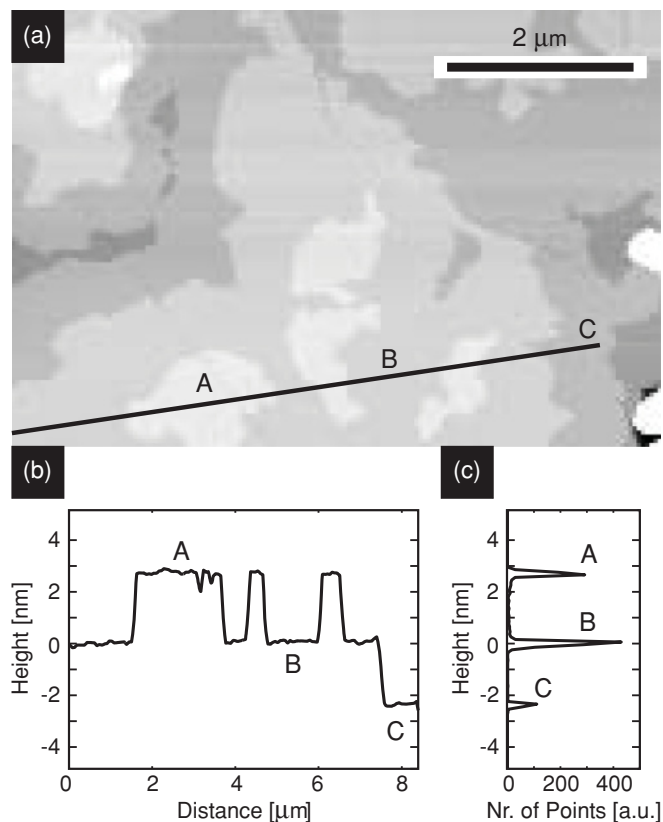 (a)
2 μm
A
B
C
(b)
Height [nm]
4
2
0
-2
-4
A
B
C
0
2
4
6
8
Distance [μm]
(c)
Height [nm]
4
2
0
-2
-4
A
B
C
0
200
400
Nr. of Points [a.u.]